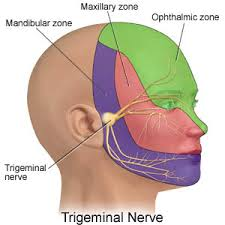 Maxillary zone
Ophthalmic zone
Mandibular zone
Trigeminal
nerve
Trigeminal Nerve